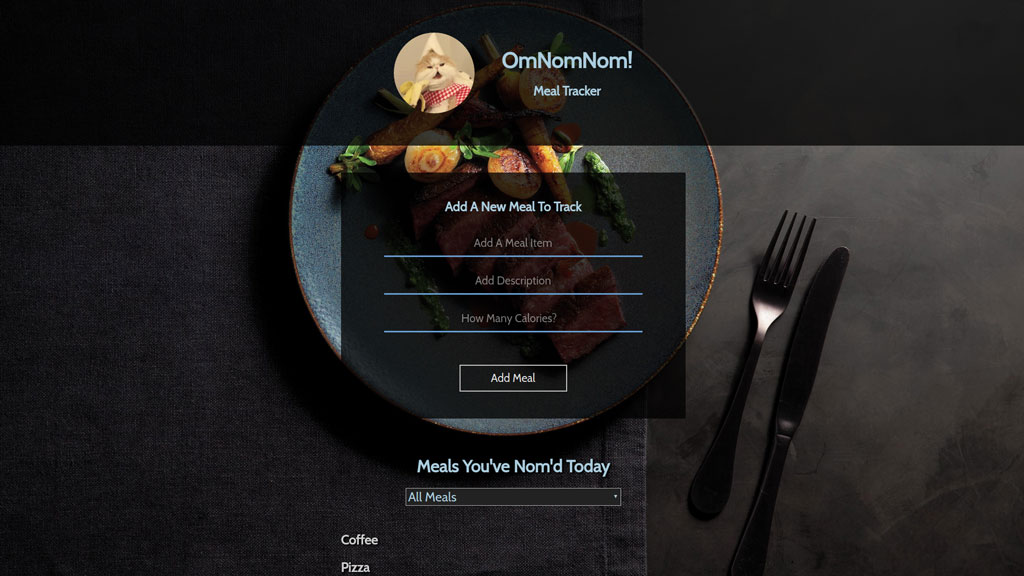 OmNomNom!
Meal Tracker
Add A New Meal To Track
Add A Meal Item
Add Description
How Many Calories?
Add Meal
Meals You've Nom'd Today
All Meals
Coffee
Pizza